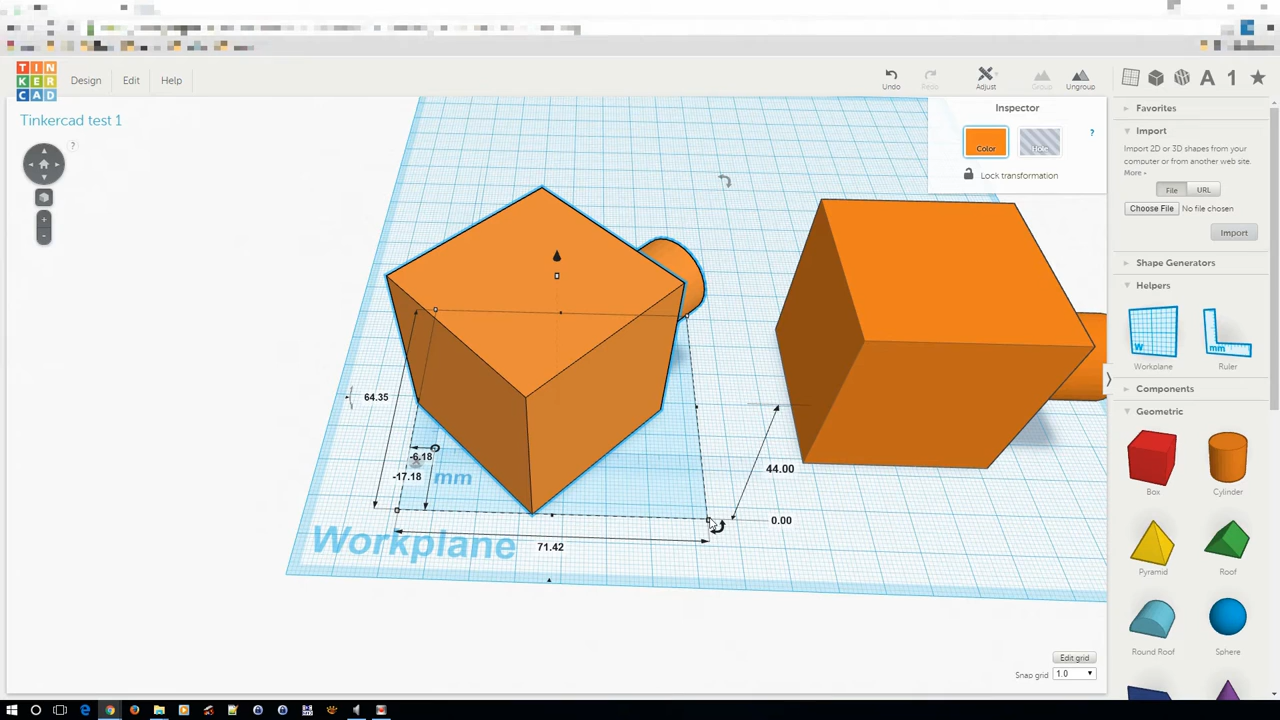 TIN
KER
CAD
Design
Edit
Help
Undo
Redo
Adjust
Group
Ungroup
Tinkercad test 1
?
+
-
Inspector
Color
Hole
?
Lock transformation
Favorites
Import
Import 2D or 3D shapes from your
computer or from another web site.
More
File
URL
Choose File
No file chosen
Import
Shape Generators
Helpers
W
mm
Workplane
Ruler
Components
Geometric
Box
Cylinder
Pyramid
Roof
Round Roof
Sphere
64.35
-6.18
-17.18
mm
44.00
0.00
71.42
Workplane
Edit grid
Snap grid
1.0